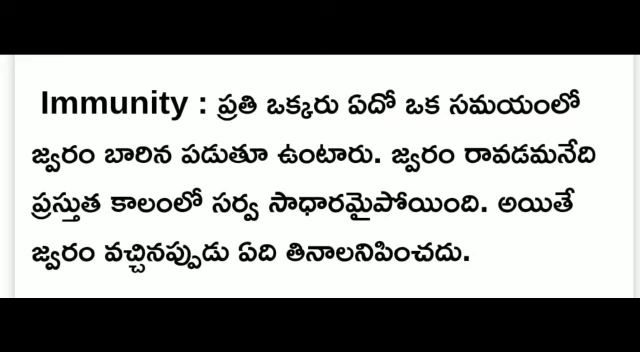 Immunity : ప్రతి ఒక్కరు ఏదో ఒక సమయంలో
జ్వరం బారిన పడుతూ ఉంటారు. జ్వరం రావడమనేది
ప్రస్తుత కాలంలో సర్వ సాధారమైపోయింది. అయితే
జ్వరం వచ్చినప్పుడు ఏది తినాలనిపించదు.